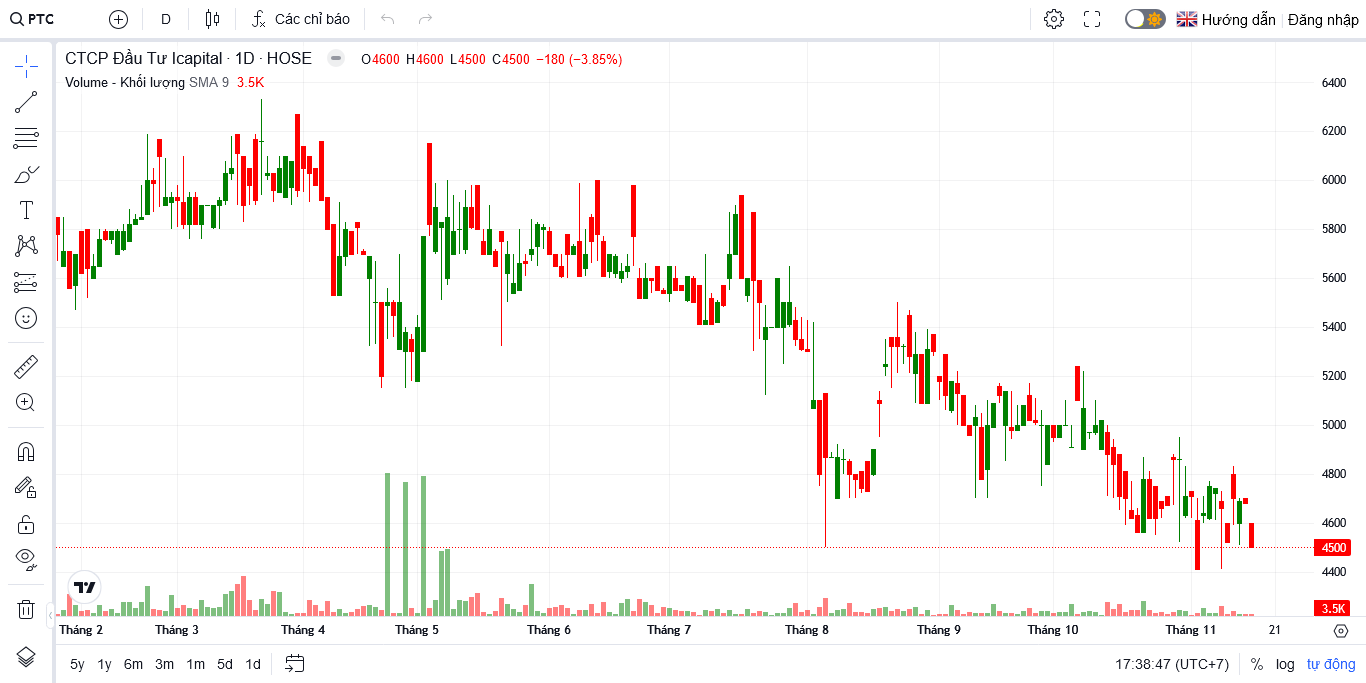 PTC D Các chỉ báo Hướng dẫn Đăng nhập
CTCP Đầu Tư Icapital · 1D · HOSE O4600 H4600 L4500 C4500 −180 (−3.85%)
Volume - Khối lượng SMA 9 3.5K
6400
6200
6000
5800
5600
5400
5200
5000
4800
4600
4500
4400
3.5K
Tháng 2 Tháng 3 Tháng 4 Tháng 5 Tháng 6 Tháng 7 Tháng 8 Tháng 9 Tháng 10 Tháng 11 21
5y 1y 6m 3m 1m 5d 1d 17:38:47 (UTC+7) % log tự động